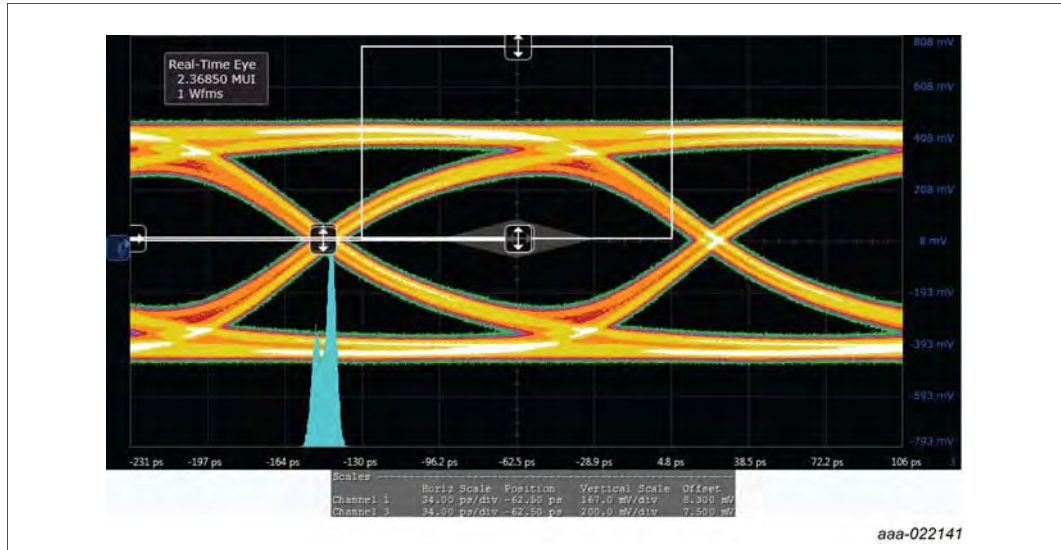 808 mV
Real-Time Eye
2.36850 MUI
1 Wfms
608 mV
408 mV
208 mV
8 mV
-193 mV
-393 mV
-593 mV
-793 mV
-231 ps -197 ps -164 ps -130 ps -96.2 ps -62.5 ps -28.9 ps 4.8 ps 38.5 ps 72.2 ps 106 ps
Scales
Horiz Scale Position Vertical Scale Offset
Channel 1 34.00 ps/div -62.50 ps 167.0 mV/div 8.300 mV
Channel 3 34.00 ps/div -62.50 ps 200.0 mV/div 7.500 mV
aaa-022141